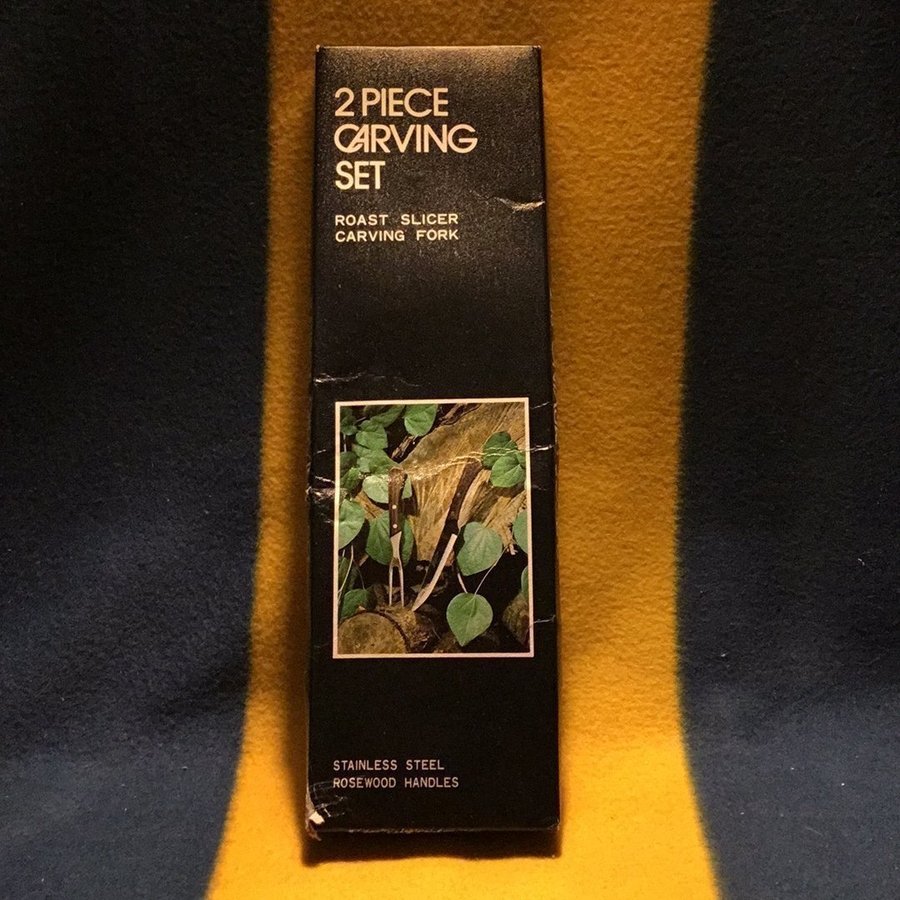 2 PIECE
CARVING
SET
ROAST SLICER
CARVING FORK
STAINLESS STEEL
ROSEWOOD HANDLES